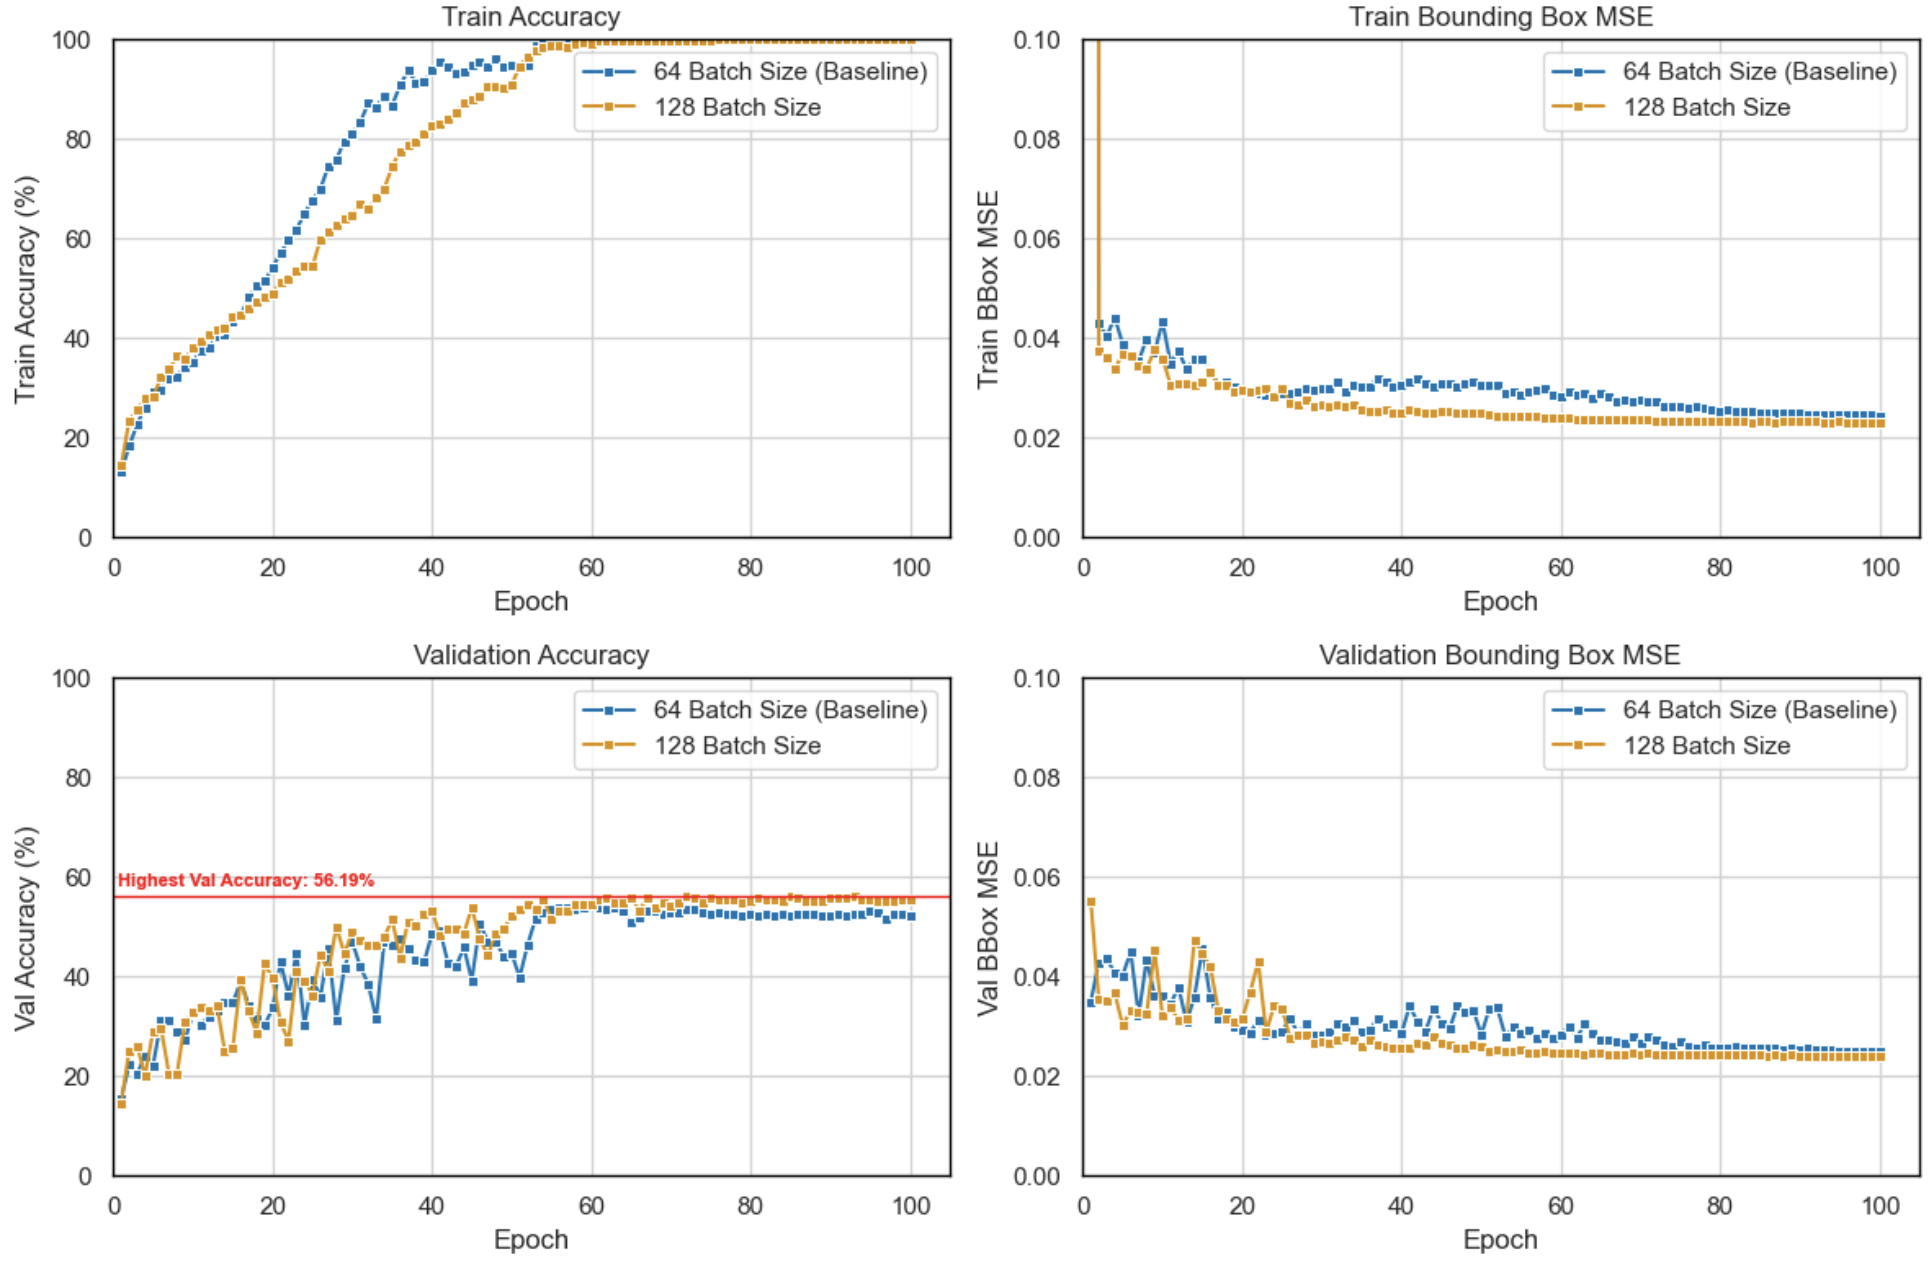 Train Accuracy
100
80
60
40
20
0
Train Accuracy (%)
64 Batch Size (Baseline)
128 Batch Size
0 20 40 60 80 100
Epoch
Train Bounding Box MSE
0.10
0.08
0.06
0.04
0.02
0.00
Train BBox MSE
64 Batch Size (Baseline)
128 Batch Size
0 20 40 60 80 100
Epoch
Validation Accuracy
100
80
60
40
20
0
Val Accuracy (%)
64 Batch Size (Baseline)
128 Batch Size
Highest Val Accuracy: 56.19%
0 20 40 60 80 100
Epoch
Validation Bounding Box MSE
0.10
0.08
0.06
0.04
0.02
0.00
Val BBox MSE
64 Batch Size (Baseline)
128 Batch Size
0 20 40 60 80 100
Epoch